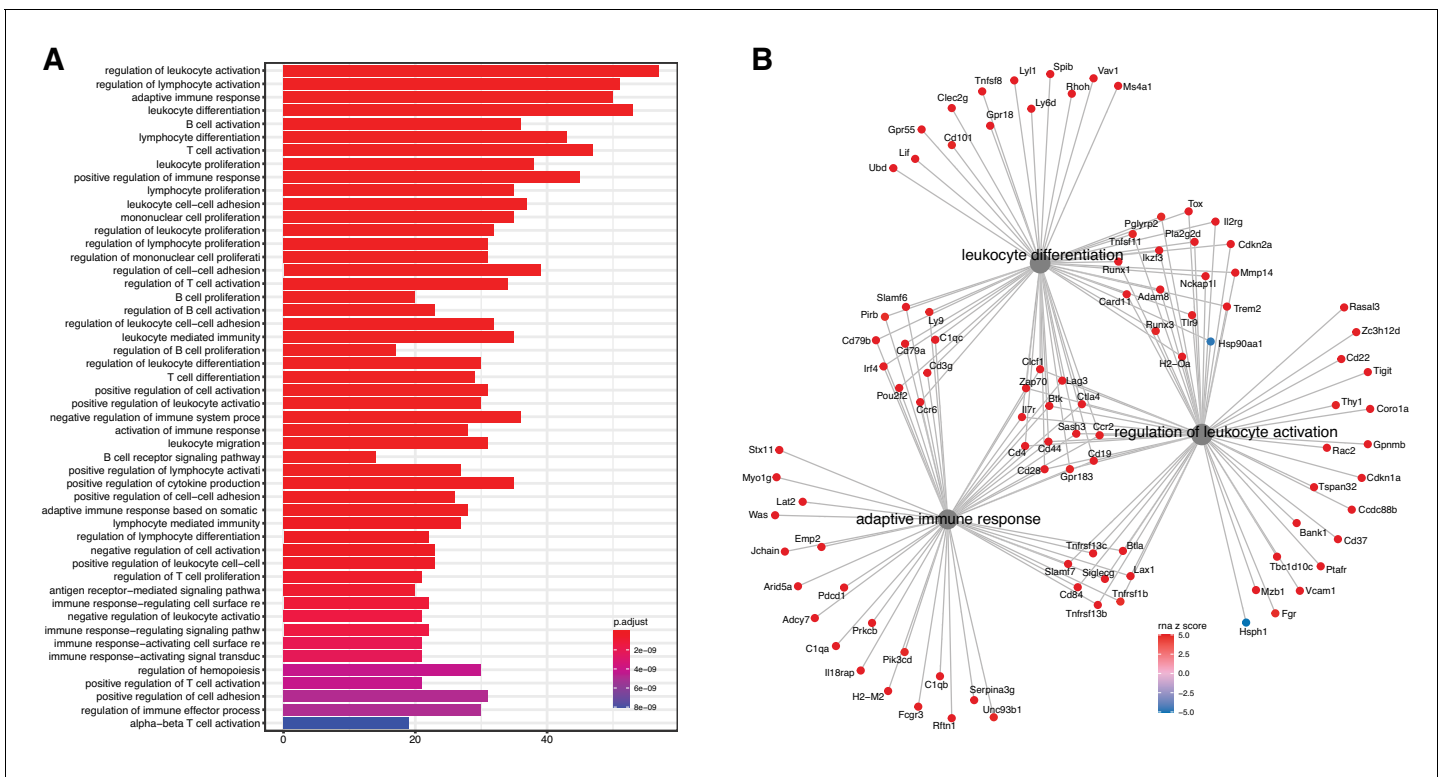 A
regulation of leukocyte activation
regulation of lymphocyte activation
adaptive immune response
leukocyte differentiation
B cell activation
lymphocyte differentiation
T cell activation
leukocyte proliferation
positive regulation of immune response
lymphocyte proliferation
leukocyte cell−cell adhesion
mononuclear cell proliferation
regulation of leukocyte proliferation
regulation of lymphocyte proliferation
regulation of mononuclear cell proliferati
regulation of cell−cell adhesion
regulation of T cell activation
B cell proliferation
regulation of B cell activation
regulation of leukocyte cell−cell adhesion
leukocyte mediated immunity
regulation of B cell proliferation
regulation of leukocyte differentiation
T cell differentiation
positive regulation of cell activation
positive regulation of leukocyte activatio
negative regulation of immune system proce
activation of immune response
leukocyte migration
B cell receptor signaling pathway
positive regulation of lymphocyte activati
positive regulation of cytokine production
positive regulation of cell−cell adhesion
adaptive immune response based on somatic
lymphocyte mediated immunity
regulation of lymphocyte differentiation
negative regulation of cell activation
positive regulation of leukocyte cell−cell
regulation of T cell proliferation
antigen receptor−mediated signaling pathwa
immune response−regulating cell surface re
negative regulation of leukocyte activatio
immune response−regulating signaling pathw
immune response−activating cell surface re
immune response−activating signal transduc
regulation of hemopoiesis
positive regulation of T cell activation
positive regulation of cell adhesion
regulation of immune effector process
alpha−beta T cell activation
0 20 40
p.adjust
2e−09
4e−09
6e−09
8e−09
B
Spib
Lyl1
Vav1
Tnfsf8
Rhoh
Ms4a1
Clec2g
Ly6d
Gpr18
Gpr55
Cd101
Lif
Ubd
Tox
Pglyrp2
Il2rg
Tnfsf11
Pla2g2d
Cdkn2a
leukocyte differentiation
Ikzf3
Runx1
Mmp14
Nckap1l
Slamf6
Card11
Adam8
Trem2
Rasal3
Pirb
Ly9
Tlr9
Runx3
Zc3h12d
Cd79b
C1qc
Cd79a
Hsp90aa1
Cd22
H2−Oa
Clcf1
Irf4
Cd3g
Tigit
Zap70
Lag3
Pou2f2
Btk
Ctla4
Thy1
Ccr6
Il7r
Coro1a
Sash3
Ccr2
regulation of leukocyte activation
Stx11
Cd4
Cd44
Cd19
Rac2
Gpnmb
Myo1g
Cd28
Gpr183
Cdkn1a
Tspan32
Lat2
Was
adaptive immune response
Ccdc88b
Bank1
Emp2
Cd37
Jchain
Tnfrsf13c
Btla
Tbc1d10c
Ptafr
Slamf7
Siglecg
Lax1
Arid5a
Pdcd1
Cd84
Tnfrsf1b
Mzb1
Vcam1
Tnfrsf13b
Adcy7
Fgr
Prkcb
Hsph1
C1qa
Pik3cd
Il18rap
C1qb
H2−M2
Serpina3g
Fcgr3
Unc93b1
Rftn1
rna z score
5.0
2.5
0.0
−2.5
−5.0